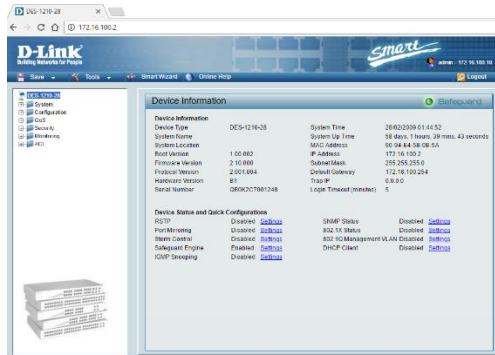 DES-1210-28
172.16.100.2
D-Link
Building Networks for People
smart
admin - 172.16.100.10
Save
Tools
Smart Wizard
Online Help
Logout
DES-1210-28
System
Configuration
QoS
Security
Monitoring
ACL
Device Information
Safeguard
Device Information
Device Type DES-1210-28 System Time 28/02/2009 01:44:52
System Name System Up Time 58 days, 1 hours, 39 mins, 43 seconds
System Location MAC Address
Boot Version 1.00.002 IP Address 172.16.100.2
Firmware Version 2.10.000 Subnet Mask 255.255.255.0
Protocol Version 2.001.004 Default Gateway 172.16.100.254
Hardware Version B1 Trap IP 0.0.0.0
Serial Number Login Timeout (minutes) 5
Device Status and Quick Configurations
RSTP Disabled Settings SNMP Status Disabled Settings
Port Mirroring Disabled Settings 802.1X Status Disabled Settings
Storm Control Disabled Settings 802.1Q Management VLAN Disabled Settings
Safeguard Engine Enabled Settings DHCP Client Disabled Settings
IGMP Snooping Disabled Settings